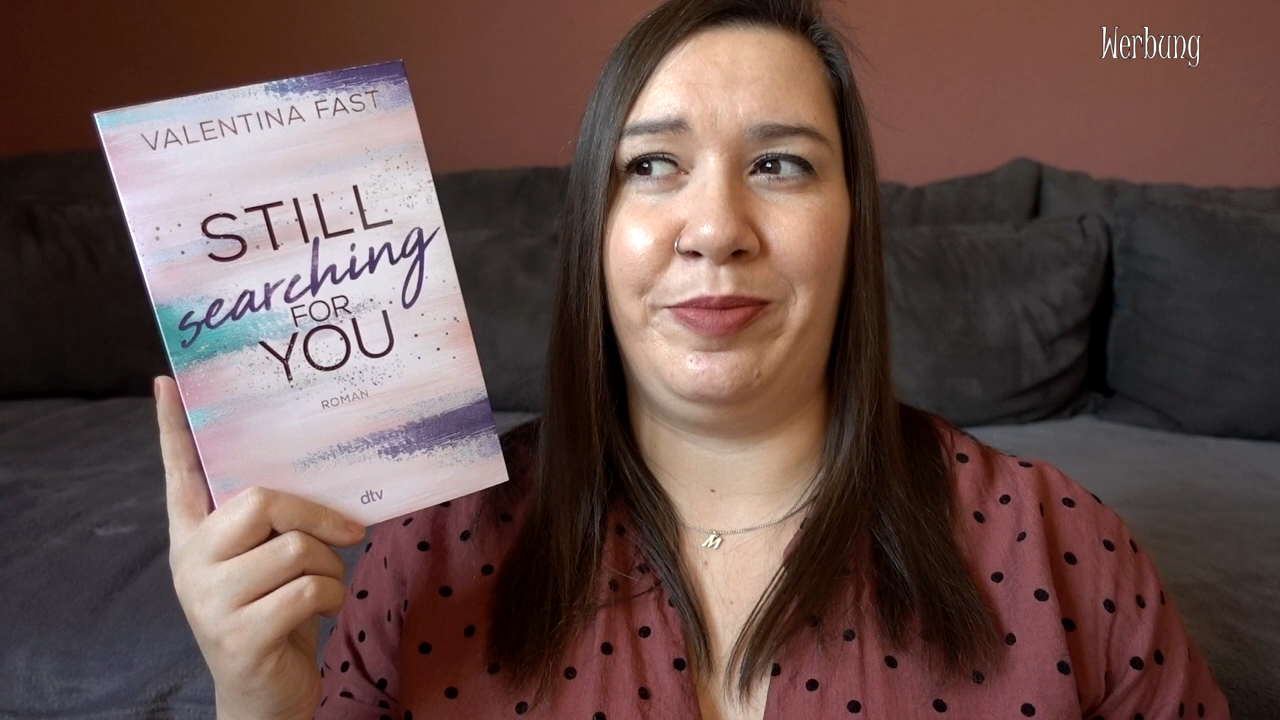 Werbung
VALENTINA FAST
STILL
searching
FOR
YOU
ROMAN
dtv
M